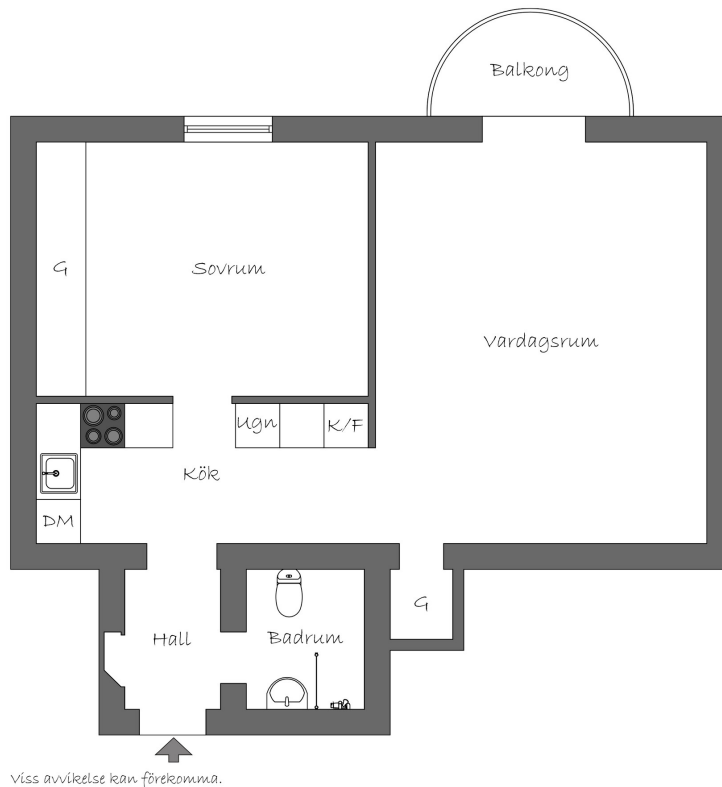 Balkong
G
Sovrum
Vardagsrum
Ugn
K/F
Kök
DM
G
Hall
Badrum
Viss avvikelse kan förekomma.